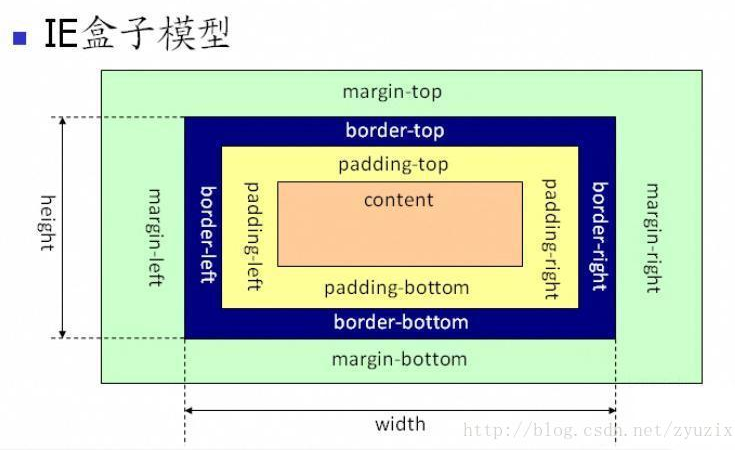 IE盒子模型
margin-top
border-top
padding-top
content
height
margin-left
border-left
padding-left
padding-right
border-right
margin-right
padding-bottom
border-bottom
margin-bottom
width
http://blog.csdn.net/zyuzix